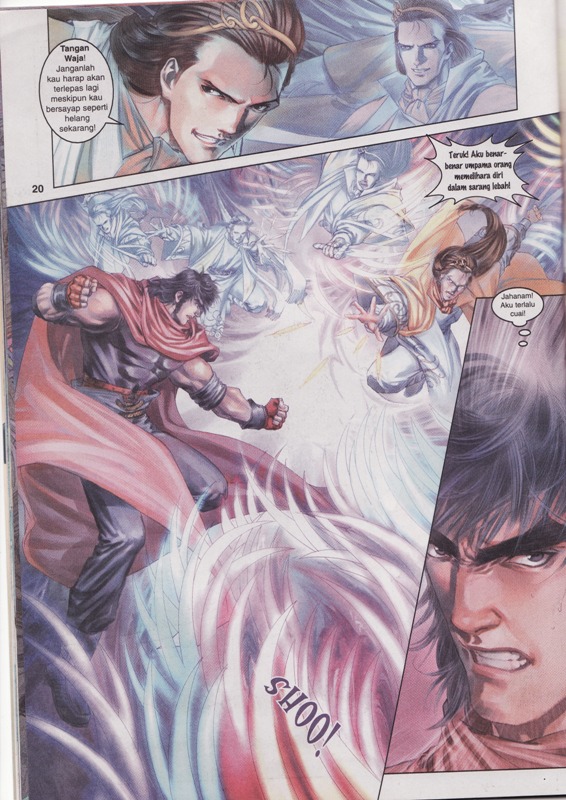 Tangan
Waja!
Janganlah
kau harap akan
terlepas lagi
meskipun kau
bersayap seperti
helang
sekarang!
20
Teruk! Aku benar-
benar umpama orang
memelihara diri
dalam sarang lebah!
Jahanam!
Aku terlalu
cuai!
SHOO!